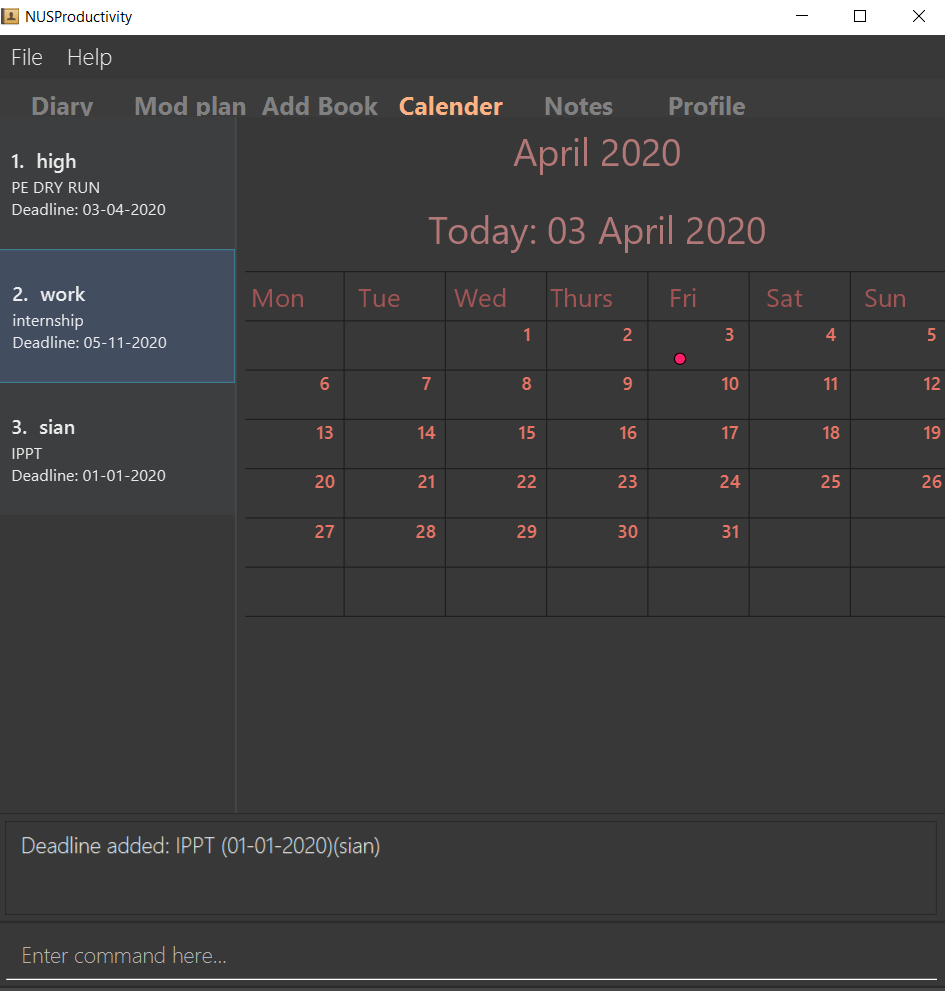 NUSProductivity
File Help
Diary Mod plan Add Book Calender Notes Profile
1. high
PE DRY RUN
Deadline: 03-04-2020
2. work
internship
Deadline: 05-11-2020
3. sian
IPPT
Deadline: 01-01-2020
April 2020
Today: 03 April 2020
Mon Tue Wed Thurs Fri Sat Sun
1 2 3 4 5
6 7 8 9 10 11 12
13 14 15 16 17 18 19
20 21 22 23 24 25 26
27 28 29 30 31
Deadline added: IPPT (01-01-2020)(sian)
Enter command here...